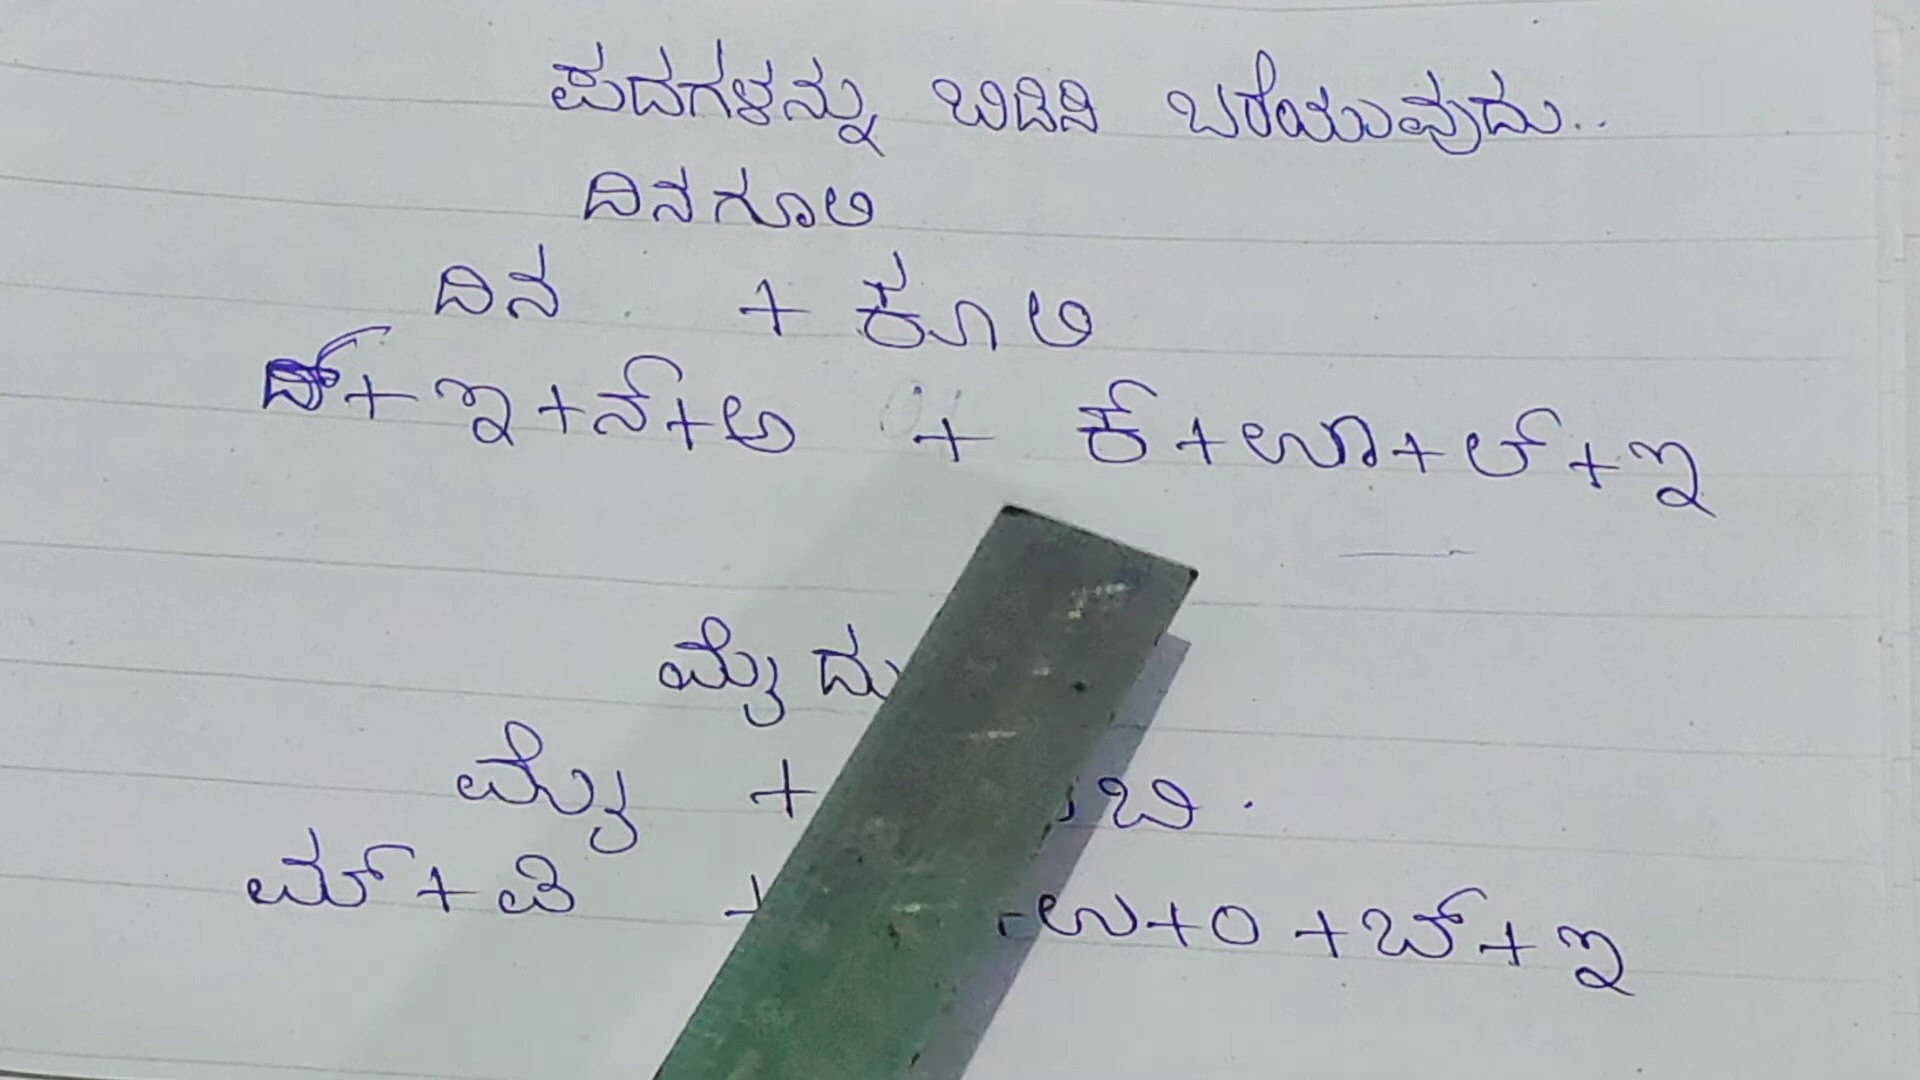 ಪದಗಳನ್ನು ಬಿಡಿಸಿ ಬರೆಯುವುದು..
ದಿನಗೂಲಿ
ದಿನ + ಕೂಲಿ
ದ್+ಇ+ನ್+ಅ + ಕ್+ಊ+ಲ್+ಇ
ಮೈದು
ಮೈ + ಬಿ.
ಮ್+ಐ + ಉ+ಂ+ಬ್+ಇ